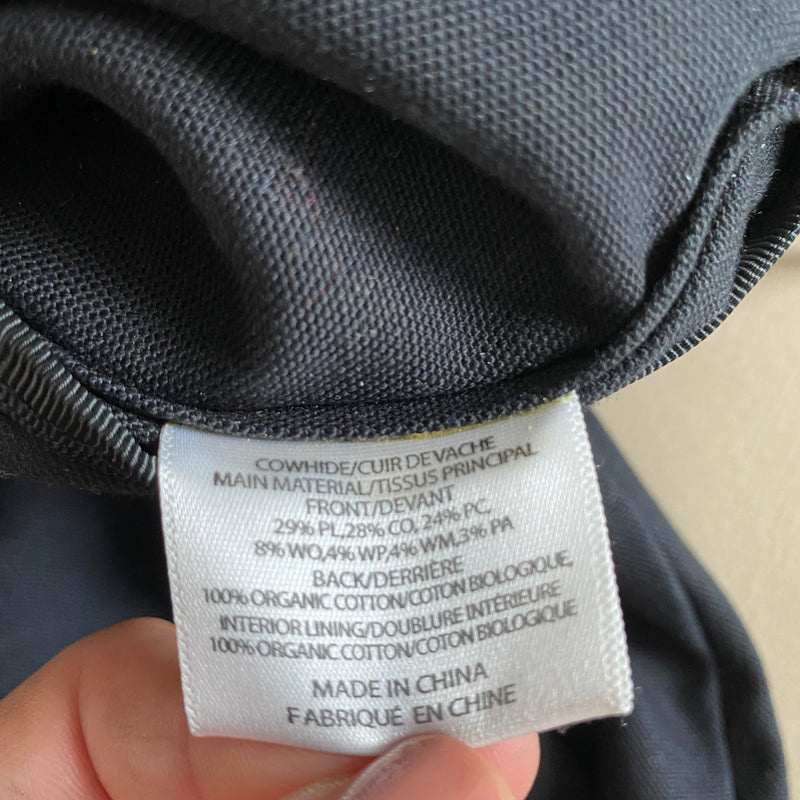 COWHIDE/CUIR DE VACHE
MAIN MATERIAL/TISSUS PRINCIPAL
FRONT/DEVANT
29% PL,28% CO, 24% PC,
8% WO,4% WP,4% WM,3% PA
BACK/DERRIÈRE
100% ORGANIC COTTON/COTON BIOLOGIQUE,
INTERIOR LINING/DOUBLURE INTÉRIEURE
100% ORGANIC COTTON/COTON BIOLOGIQUE
MADE IN CHINA
FABRIQUÉ EN CHINE